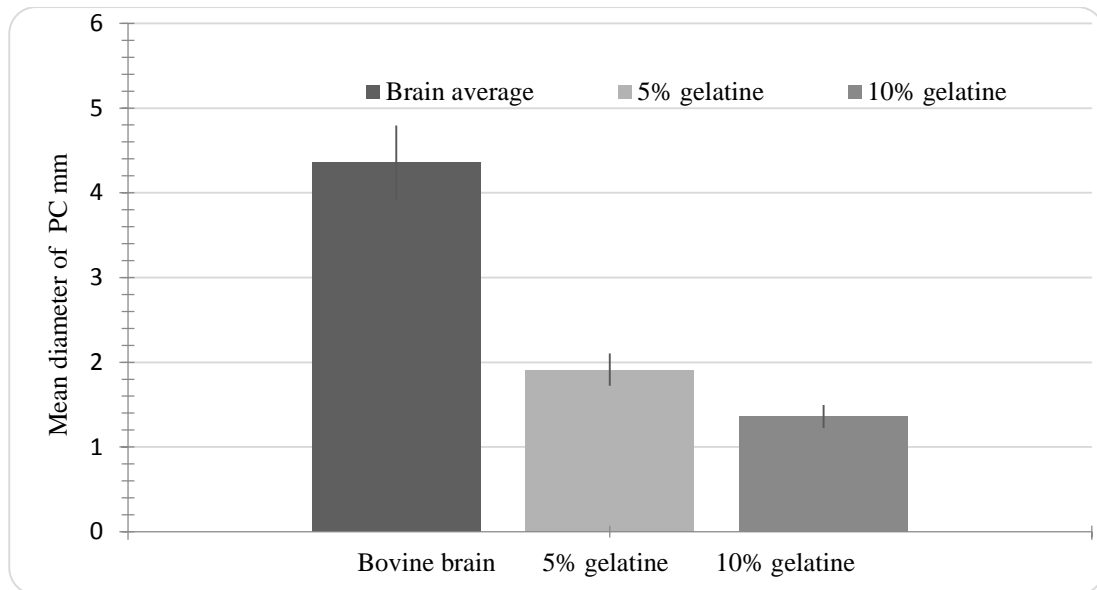 6
5
4
3
2
1
0
Mean diameter of PC mm
Brain average 5% gelatine 10% gelatine
Bovine brain 5% gelatine 10% gelatine